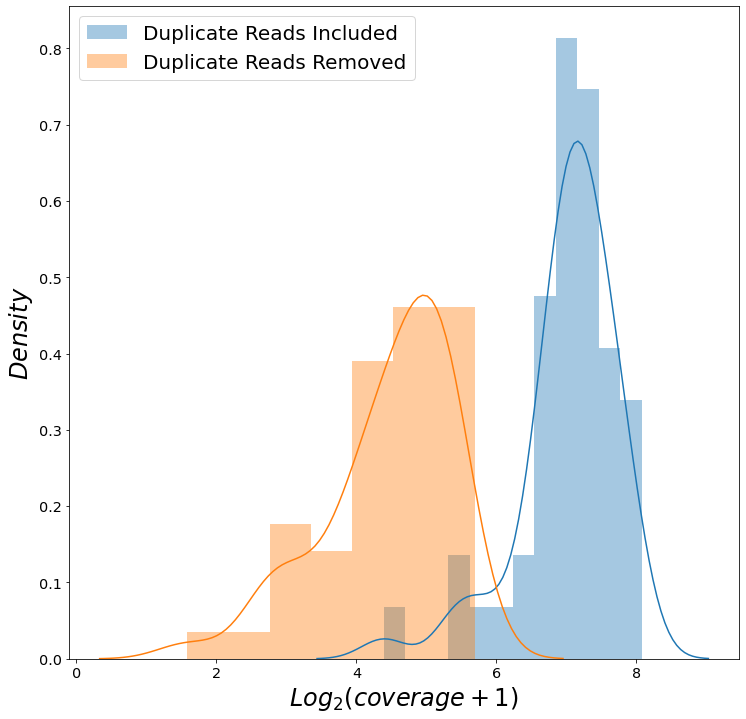 Duplicate Reads Included
Duplicate Reads Removed
Density
0.8
0.7
0.6
0.5
0.4
0.3
0.2
0.1
0.0
0 2 4 6 8
Log₂(coverage + 1)